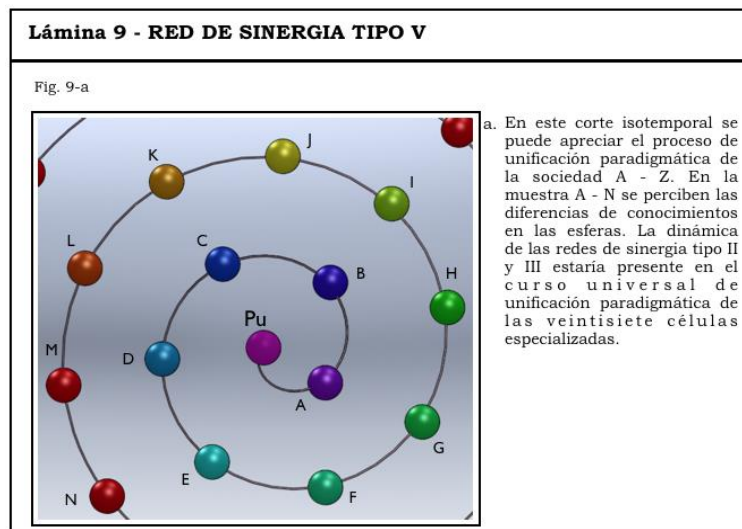 Lámina 9 - RED DE SINERGIA TIPO V
Fig. 9-a
J
K
I
L
C
B
H
Pu
M
D
A
G
E
F
N
a. En este corte isotemporal se
puede apreciar el proceso de
unificación paradigmática de
la sociedad A - Z. En la
muestra A - N se perciben las
diferencias de conocimientos
en las esferas. La dinámica
de las redes de sinergia tipo II
y III estaría presente en el
curso universal de
unificación paradigmática de
las veintisiete células
especializadas.